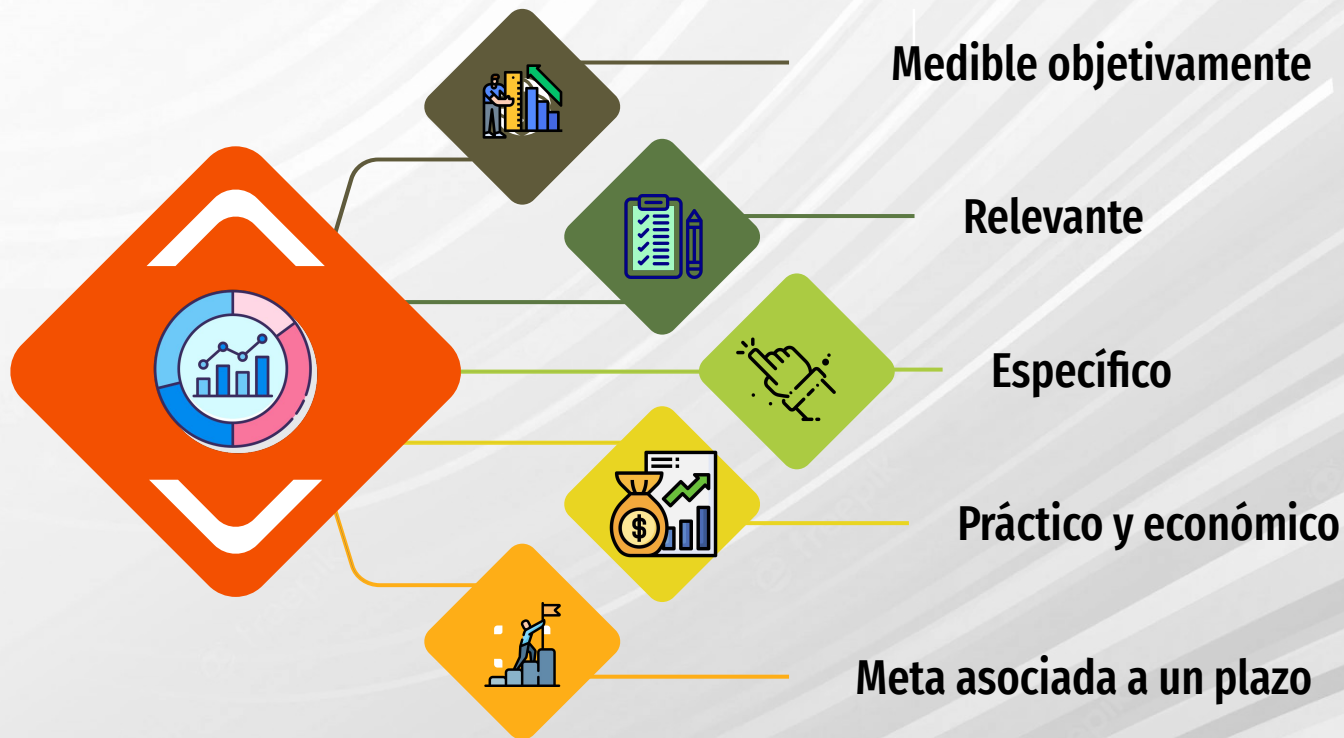 Medible objetivamente
Relevante
Específico
Práctico y económico
Meta asociada a un plazo